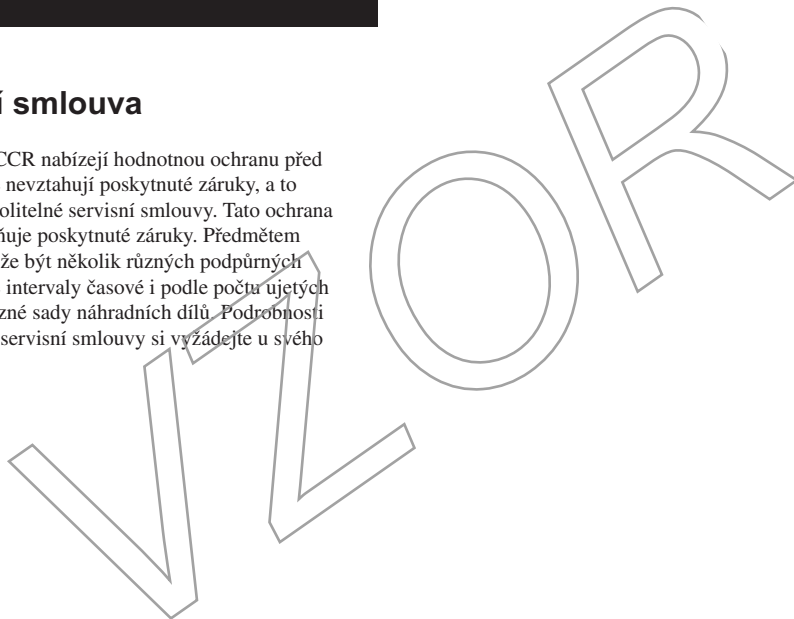 í smlouva
CCR nabízejí hodnotnou ochranu před
nevztahují poskytnuté záruky, a to
olitelné servisní smlouvy. Tato ochrana
ňuje poskytnuté záruky. Předmětem
že být několik různých podpůrných
intervaly časové i podle počtu ujetých
zné sady náhradních dílů. Podrobnosti
servisní smlouvy si vyžádejte u svého
VZOR